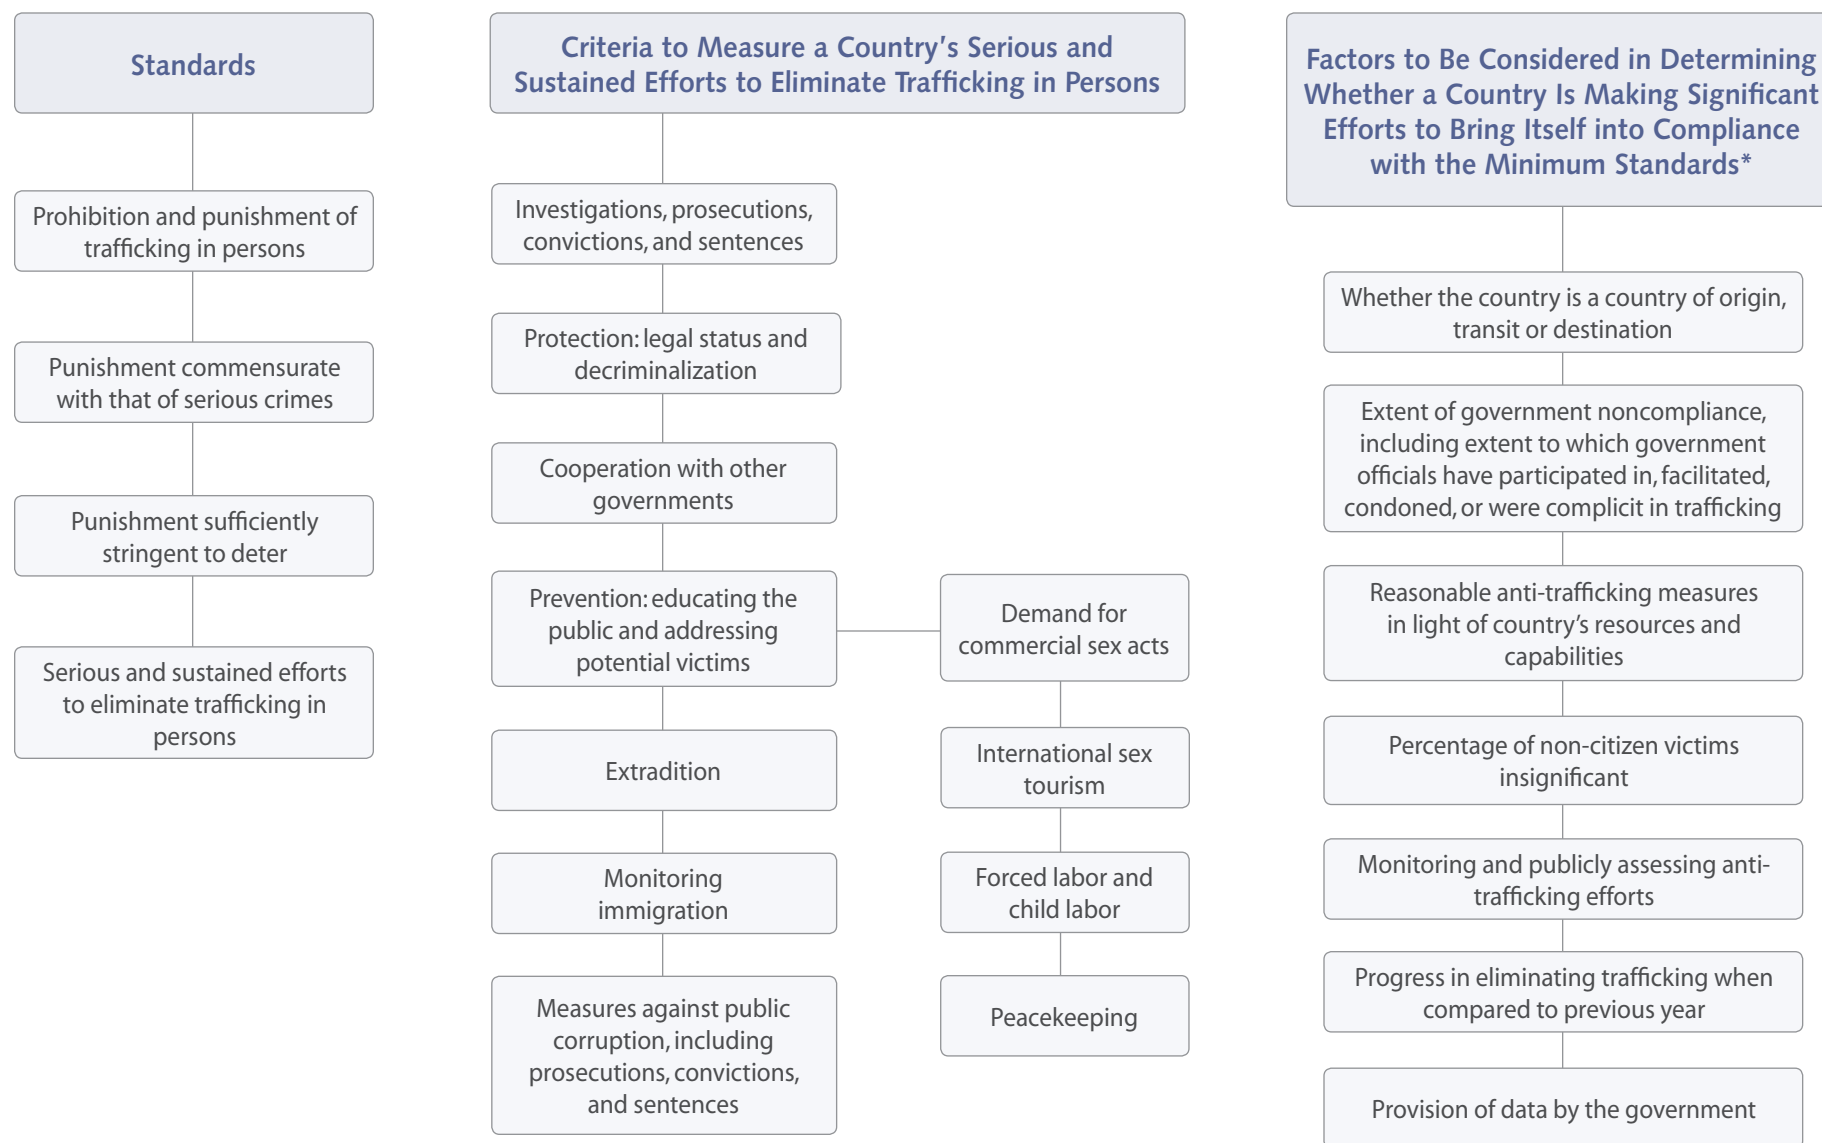 Standards
Prohibition and punishment of
trafficking in persons
Punishment commensurate
with that of serious crimes
Punishment sufficiently
stringent to deter
Serious and sustained efforts
to eliminate trafficking in
persons
Criteria to Measure a Country's Serious and
Sustained Efforts to Eliminate Trafficking in Persons
Investigations, prosecutions,
convictions, and sentences
Protection: legal status and
decriminalization
Cooperation with other
governments
Prevention: educating the
public and addressing
potential victims
Extradition
Monitoring
immigration
Measures against public
corruption, including
prosecutions, convictions,
and sentences
Demand for
commercial sex acts
International sex
tourism
Forced labor and
child labor
Peacekeeping
Factors to Be Considered in Determining
Whether a Country Is Making Significant
Efforts to Bring Itself into Compliance
with the Minimum Standards*
Whether the country is a country of origin,
transit or destination
Extent of government noncompliance,
including extent to which government
officials have participated in, facilitated,
condoned, or were complicit in trafficking
Reasonable anti-trafficking measures
in light of country's resources and
capabilities
Percentage of non-citizen victims
insignificant
Monitoring and publicly assessing anti-
trafficking efforts
Progress in eliminating trafficking when
compared to previous year
Provision of data by the government